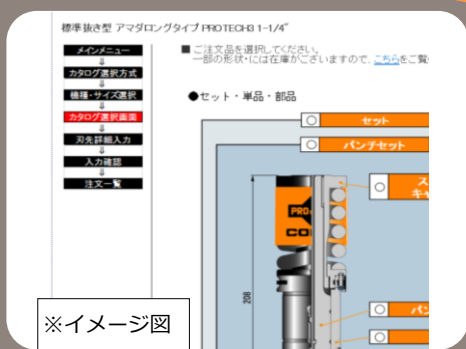 標準抜き型 アマダロングタイプ PROTECH3 1-1/4"
メインメニュー
カタログ選択方式
機種・サイズ選択
カタログ選択画面
刃先詳細入力
入力確認
注文一覧
■ ご注文品を選択してください。
一部の形状・には在庫がございますので、こちらをご覧
●セット・単品・部品
セット
パンチセット
PRO
CO
208
※イメージ図